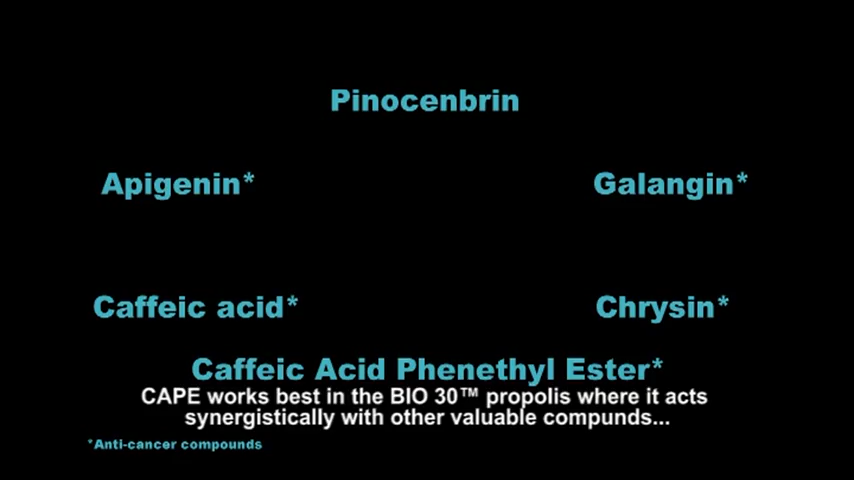 Pinocenbrin
Apigenin* Galangin*
Caffeic acid* Chrysin*
Caffeic Acid Phenethyl Ester*
CAPE works best in the BIO 30™ propolis where it acts
synergistically with other valuable compunds...
*Anti-cancer compounds